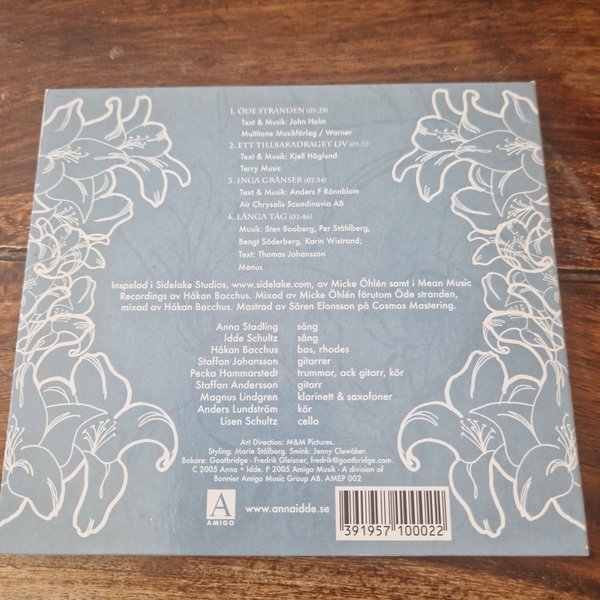 1. ÖDE STRANDEN (03:25)
Text & Musik: John Holm
Multitone Musikförlag / Warner
2. ETT TILLBAKADRAGET LIV (03:32)
Text & Musik: Kjell Höglund
Terry Music
3. INGA GRÄNSER (02:34)
Text & Musik: Anders F Rönnblom
Air Chrysalis Scandinavia AB
4. LÅNGA TÅG (02:46)
Musik: Sten Booberg, Per Ståhlberg,
Bengt Söderberg, Karin Wistrand;
Text: Thomas Johansson
Manus
Inspelad i Sidelake Studios, www.sidelake.com, av Micke Öhlén samt i Mean Music
Recordings av Håkan Bacchus. Mixad av Micke Öhlén förutom Öde stranden,
mixad av Håkan Bacchus. Mastrad av Sören Elonsson på Cosmos Mastering.
Anna Stadling sång
Idde Schultz sång
Håkan Bacchus bas, rhodes
Staffan Johansson gitarrer
Pecka Hammarstedt trummor, ack gitarr, kör
Staffan Andersson gitarr
Magnus Lindgren klarinett & saxofoner
Anders Lundström kör
Lisen Schultz cello
Art Direction: M&M Pictures.
Styling: Marie Stålbarg. Smink: Jenny Clewåker.
Bokare: Goatbridge - Fredrik Gleisner, fredrik@goatbridge.com
C 2005 Anna + Idde. P 2005 Amigo Musik - A division of
Bonnier Amigo Music Group AB. AMEP 002
A
AMIGO
www.annaidde.se
391957 100022